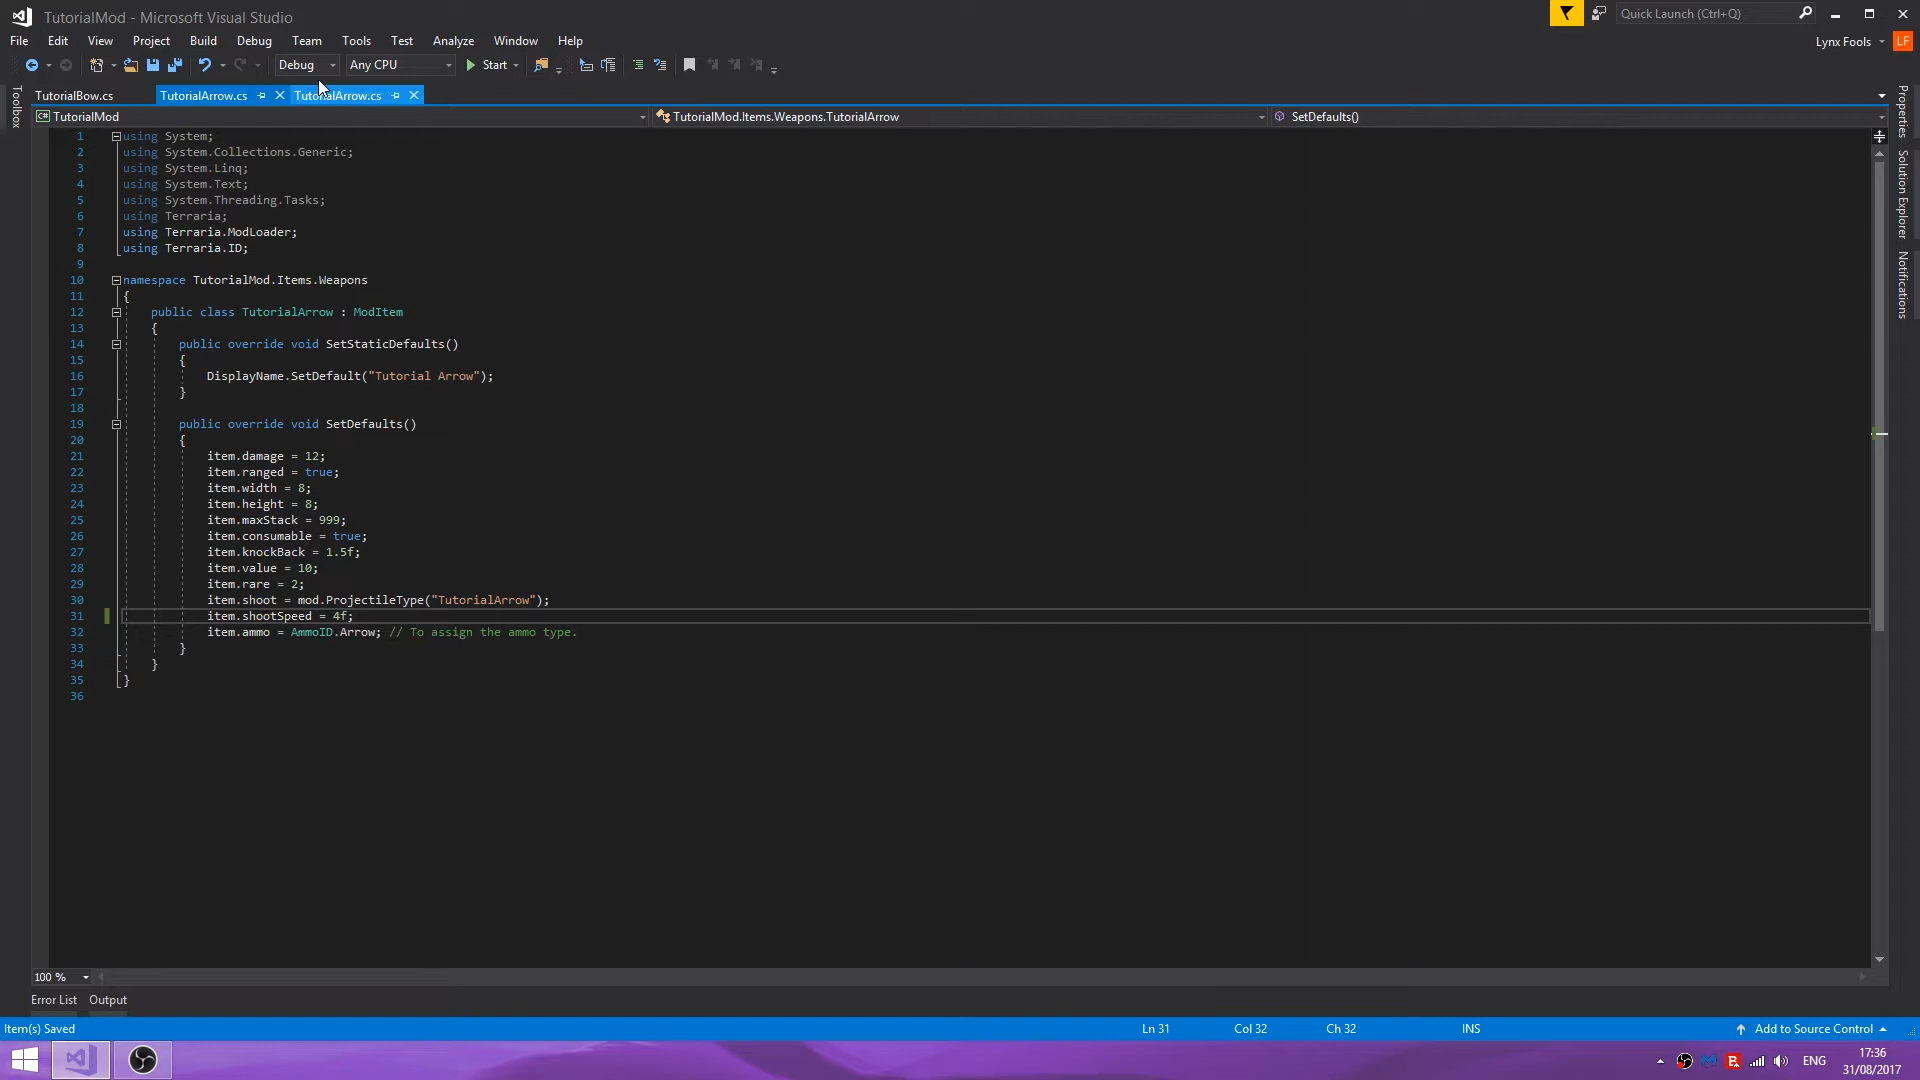 TutorialMod - Microsoft Visual Studio
Quick Launch (Ctrl+Q)
File Edit View Project Build Debug Team Tools Test Analyze Window Help
Lynx Fools LF
Debug Any CPU Start
TutorialBow.cs TutorialArrow.cs TutorialArrow.cs
C# TutorialMod TutorialMod.Items.Weapons.TutorialArrow SetDefaults()
Toolbox
Properties
Solution Explorer
Notifications
1 using System;
2 using System.Collections.Generic;
3 using System.Linq;
4 using System.Text;
5 using System.Threading.Tasks;
6 using Terraria;
7 using Terraria.ModLoader;
8 using Terraria.ID;
9
10 namespace TutorialMod.Items.Weapons
11 {
12 public class TutorialArrow : ModItem
13 {
14 public override void SetStaticDefaults()
15 {
16 DisplayName.SetDefault("Tutorial Arrow");
17 }
18
19 public override void SetDefaults()
20 {
21 item.damage = 12;
22 item.ranged = true;
23 item.width = 8;
24 item.height = 8;
25 item.maxStack = 999;
26 item.consumable = true;
27 item.knockBack = 1.5f;
28 item.value = 10;
29 item.rare = 2;
30 item.shoot = mod.ProjectileType("TutorialArrow");
31 item.shootSpeed = 4f;
32 item.ammo = AmmoID.Arrow; // To assign the ammo type.
33 }
34 }
35 }
36
100 %
Error List Output
Item(s) Saved Ln 31 Col 32 Ch 32 INS Add to Source Control
ENG 17:36
31/08/2017